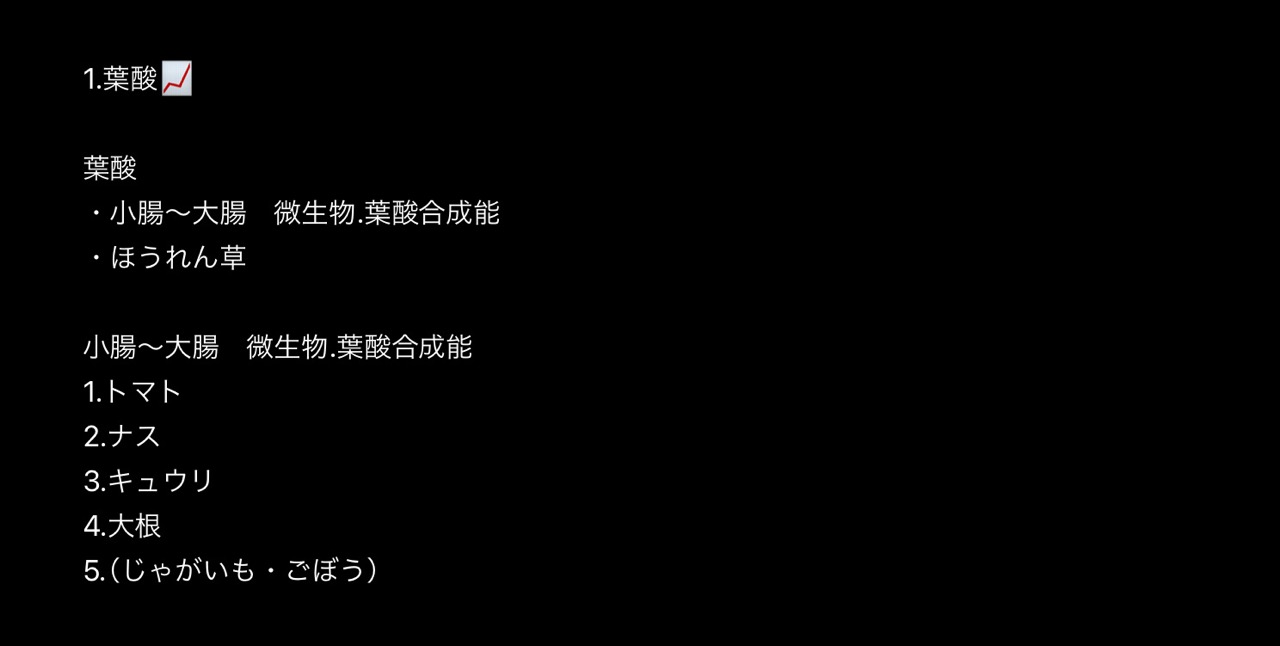 1.葉酸📈
葉酸
・小腸〜大腸　微生物.葉酸合成能
・ほうれん草
小腸〜大腸　微生物.葉酸合成能
1.トマト
2.ナス
3.キュウリ
4.大根
5.(じゃがいも・ごぼう)